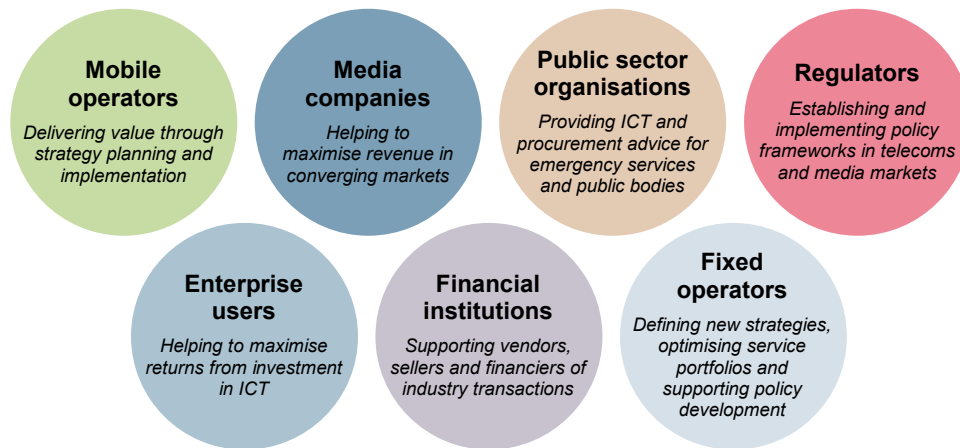 Mobile
operators
Delivering value through
strategy planning and
implementation
Media
companies
Helping to
maximise revenue in
converging markets
Public sector
organisations
Providing ICT and
procurement advice for
emergency services
and public bodies
Regulators
Establishing and
implementing policy
frameworks in telecoms
and media markets
Enterprise
users
Helping to maximise
returns from investment
in ICT
Financial
institutions
Supporting vendors,
sellers and financiers of
industry transactions
Fixed
operators
Defining new strategies,
optimising service
portfolios and
supporting policy
development